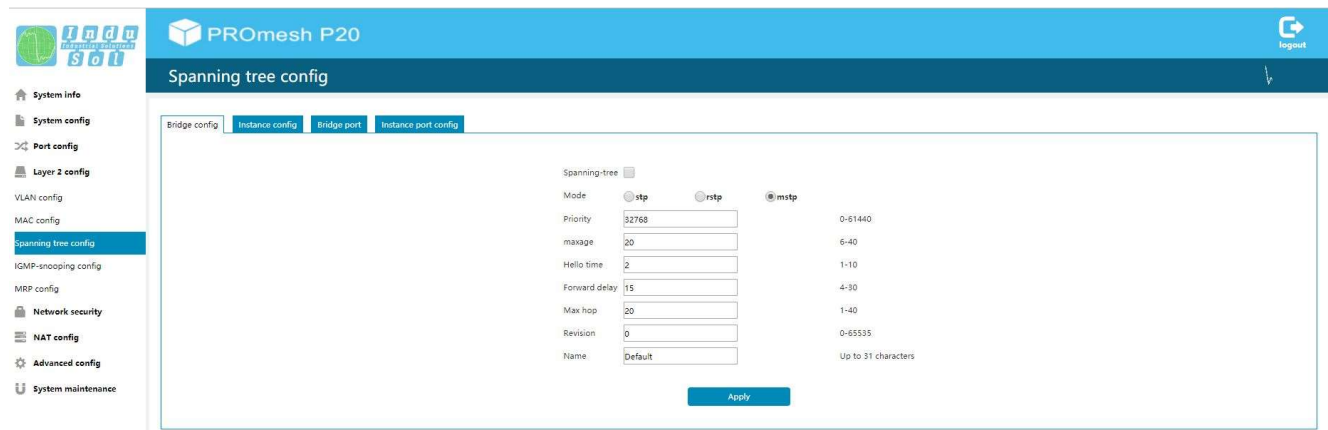 Indu
Industrial Solutions
Sol
PROmesh P20
logout
Spanning tree config
System info
System config
Port config
Layer 2 config
VLAN config
MAC config
Spanning tree config
IGMP-snooping config
MRP config
Network security
NAT config
Advanced config
System maintenance
Bridge config Instance config Bridge port Instance port config
Spanning-tree
Mode stp rstp mstp
Priority 32768 0-61440
maxage 20 6-40
Hello time 2 1-10
Forward delay 15 4-30
Max hop 20 1-40
Revision 0 0-65535
Name Default Up to 31 characters
Apply